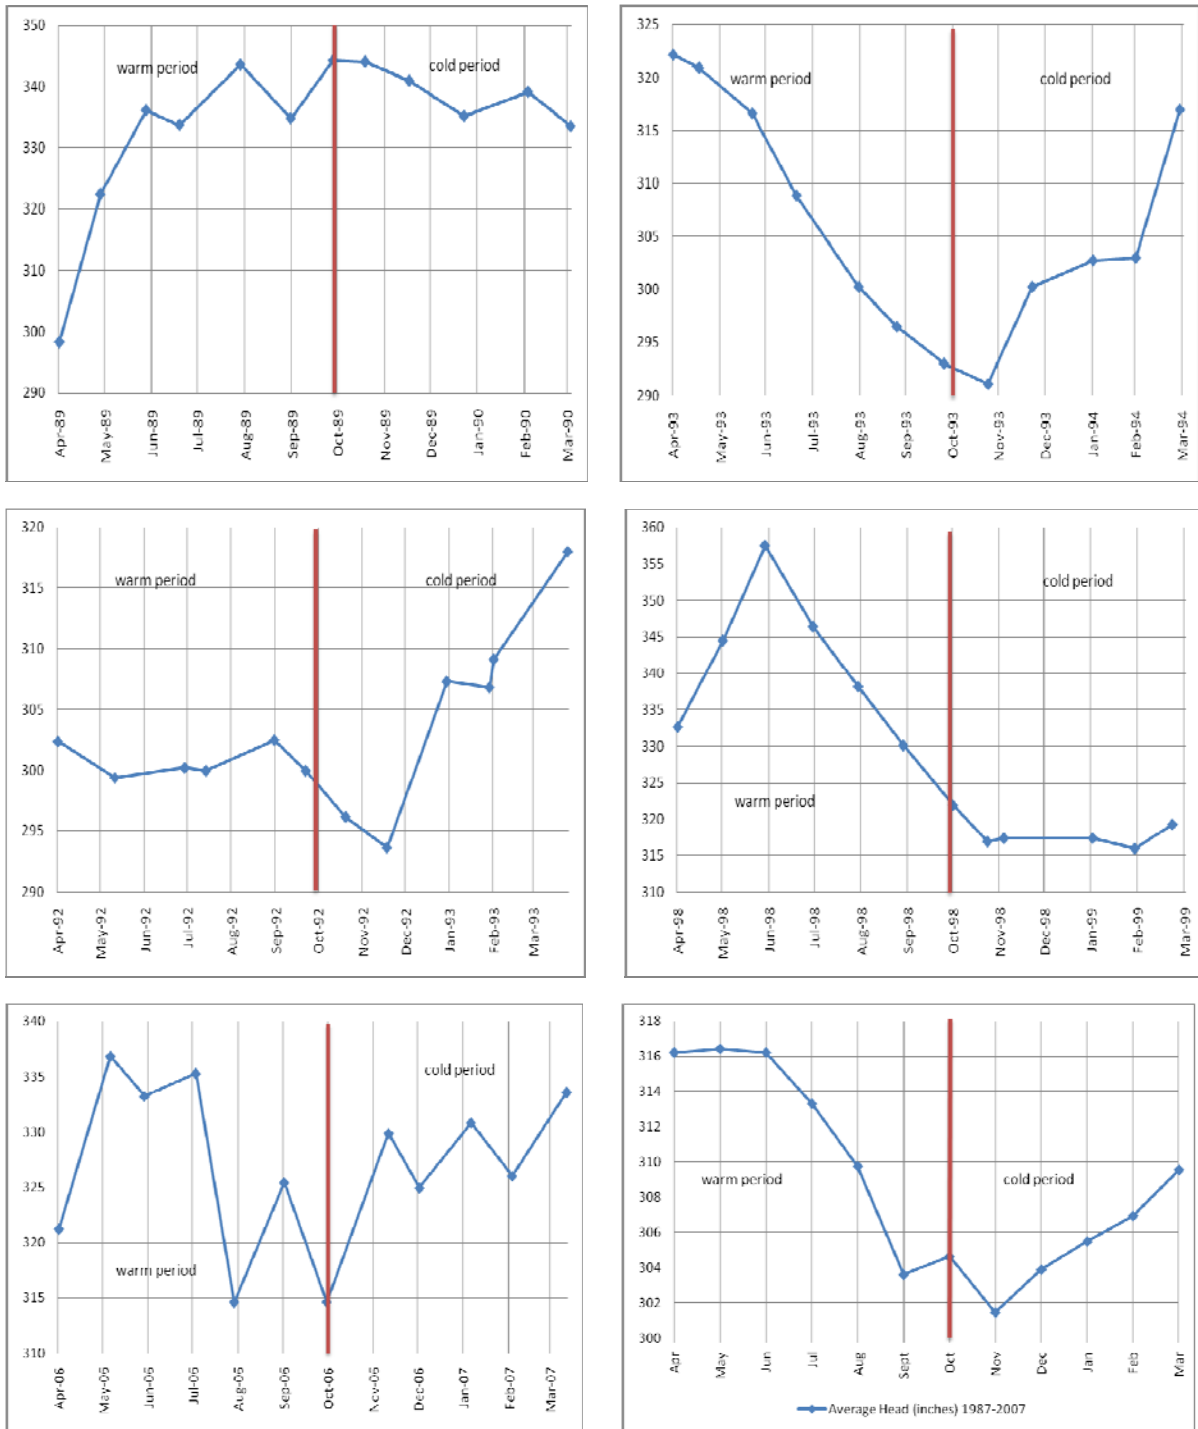 350
340
330
320
310
300
290
warm period
cold period
Apr-89
May-89
Jun-89
Jul-89
Aug-89
Sep-89
Oct-89
Nov-89
Dec-89
Jan-90
Feb-90
Mar-90
325
320
315
310
305
300
295
290
warm period
cold period
Apr-93
May-93
Jun-93
Jul-93
Aug-93
Sep-93
Oct-93
Nov-93
Dec-93
Jan-94
Feb-94
Mar-94
320
315
310
305
300
295
290
warm period
cold period
Apr-92
May-92
Jun-92
Jul-92
Aug-92
Sep-92
Oct-92
Nov-92
Dec-92
Jan-93
Feb-93
Mar-93
360
355
350
345
340
335
330
325
320
315
310
cold period
warm period
Apr-98
May-98
Jun-98
Jul-98
Aug-98
Sep-98
Oct-98
Nov-98
Dec-98
Jan-99
Feb-99
Mar-99
340
335
330
325
320
315
310
cold period
warm period
Apr-06
May-06
Jun-06
Jul-06
Aug-06
Sep-06
Oct-06
Nov-06
Dec-06
Jan-07
Feb-07
Mar-07
318
316
314
312
310
308
306
304
302
300
warm period
cold period
Apr
May
Jun
Jul
Aug
Sept
Oct
Nov
Dec
Jan
Feb
Mar
Average Head (inches) 1987-2007